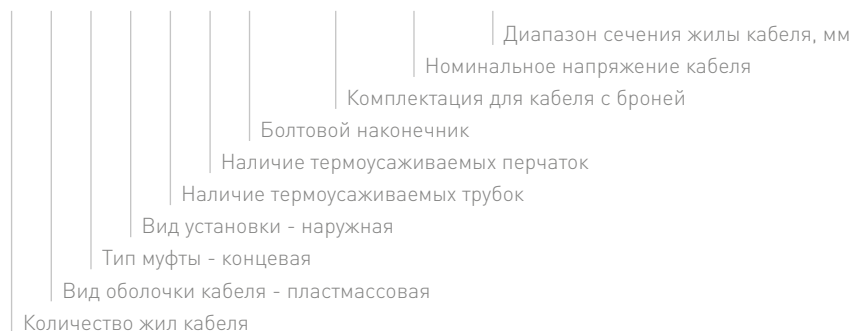 Диапазон сечения жилы кабеля, мм
Номинальное напряжение кабеля
Комплектация для кабеля с броней
Болтовой наконечник
Наличие термоусаживаемых перчаток
Наличие термоусаживаемых трубок
Вид установки - наружная
Тип муфты - концевая
Вид оболочки кабеля - пластмассовая
Количество жил кабеля